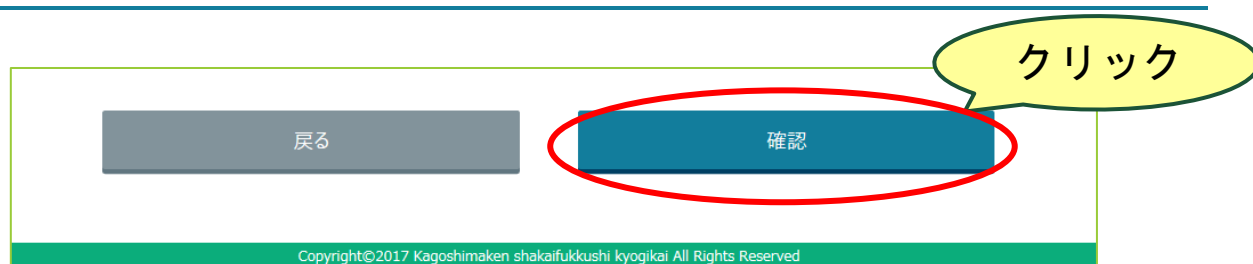 クリック
戻る
確認
Copyright©2017 Kagoshimaken shakaifukkushi kyogikai All Rights Reserved